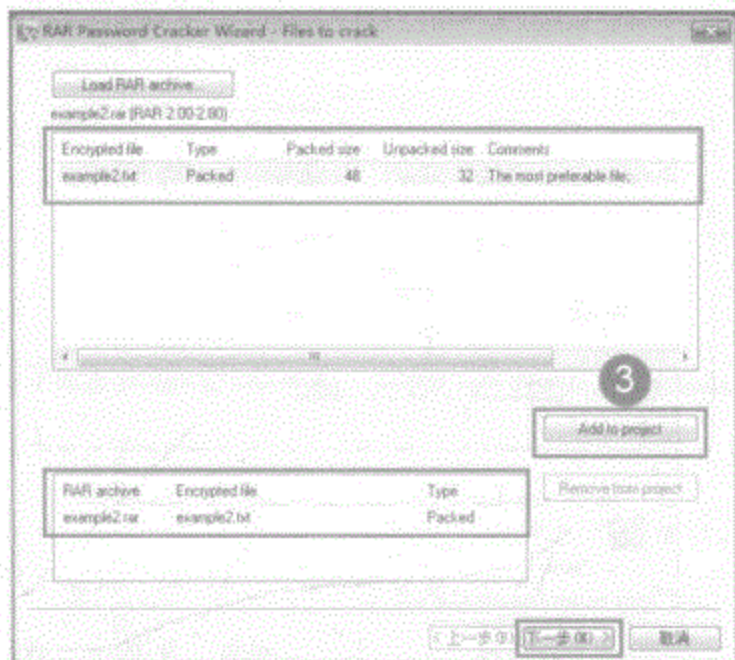 RAR Password Cracker Wizard - Files to crack
Load RAR archive...
example2.rar (RAR 2.00-2.80)
Encrypted file Type Packed size Unpacked size Comments
example2.txt Packed 48 32 The most preferable file;
3
Add to project
RAR archive Encrypted file Type
Remove from project
example2.rar example2.txt Packed
< 上一步(B) 下一步(N) > 取消